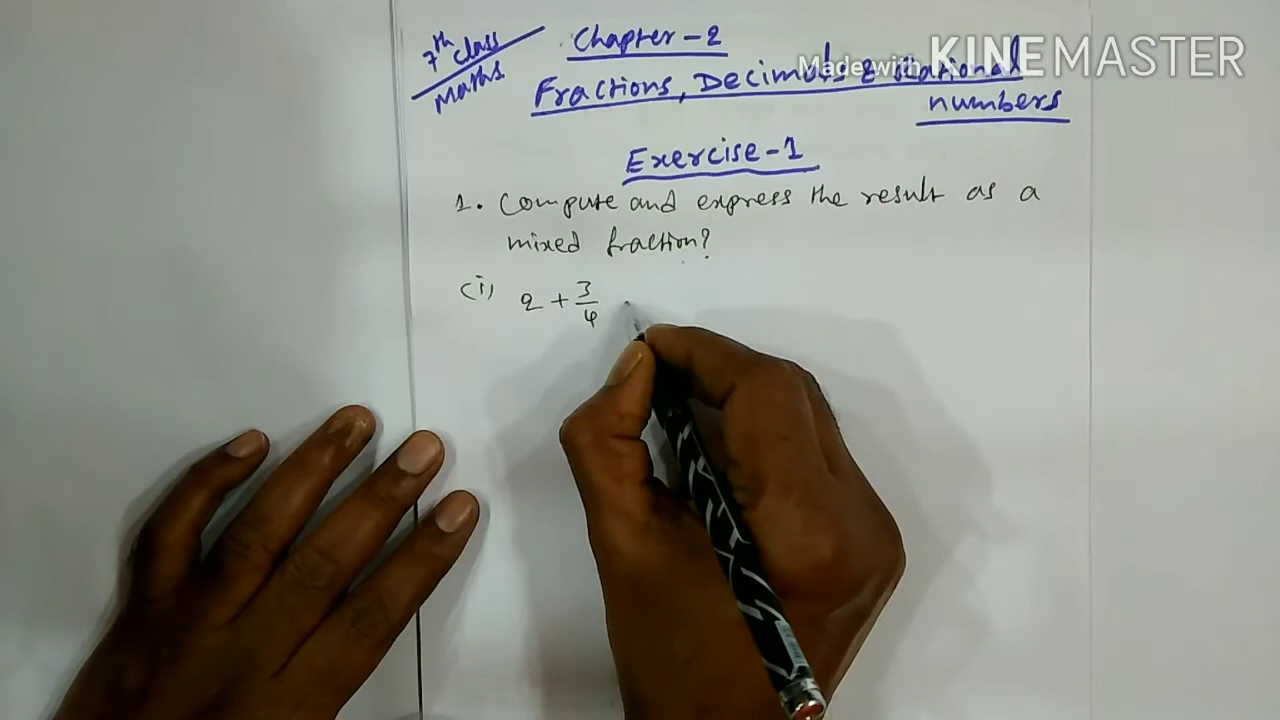 7th class
Maths
Chapter-2
Made with KINEMASTER
Fractions, Decimals & Rational
numbers
Exercise-1
1. Compute and express the result as a
mixed fraction?
(i) 2 + 3/4